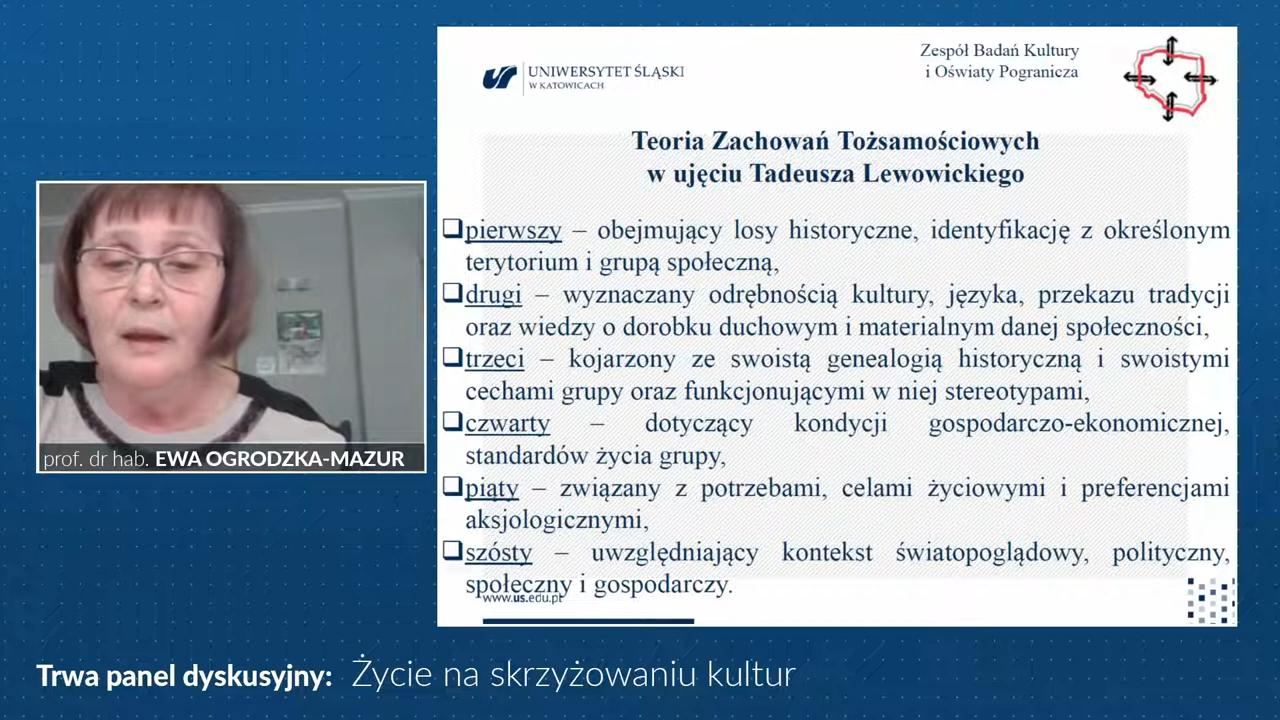 UNIWERSYTET ŚLĄSKI
W KATOWICACH
Zespół Badań Kultury
i Oświaty Pogranicza
Teoria Zachowań Tożsamościowych
w ujęciu Tadeusza Lewowickiego
pierwszy – obejmujący losy historyczne, identyfikację z określonym
terytorium i grupą społeczną,
drugi – wyznaczany odrębnością kultury, języka, przekazu tradycji
oraz wiedzy o dorobku duchowym i materialnym danej społeczności,
trzeci – kojarzony ze swoistą genealogią historyczną i swoistymi
cechami grupy oraz funkcjonującymi w niej stereotypami,
czwarty – dotyczący kondycji gospodarczo-ekonomicznej,
standardów życia grupy,
piąty – związany z potrzebami, celami życiowymi i preferencjami
aksjologicznymi,
szósty – uwzględniający kontekst światopoglądowy, polityczny,
społeczny i gospodarczy.
www.us.edu.pl
prof. dr hab. EWA OGRODZKA-MAZUR
Trwa panel dyskusyjny: Życie na skrzyżowaniu kultur